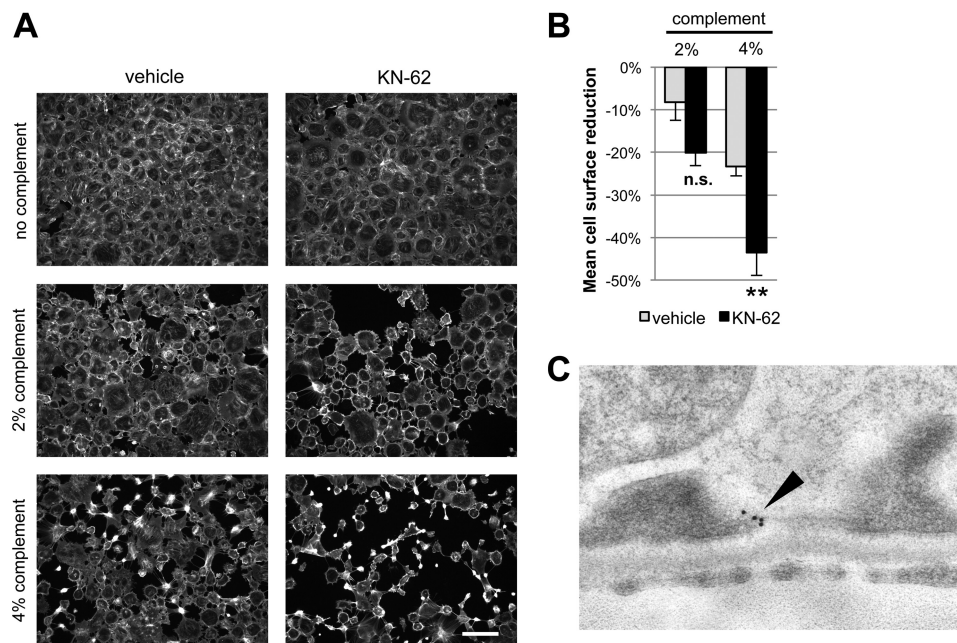 A
vehicle
KN-62
no complement
2% complement
4% complement
B
complement
2%
4%
0%
-10%
-20%
-30%
-40%
-50%
Mean cell surface reduction
n.s.
**
vehicle
KN-62
C